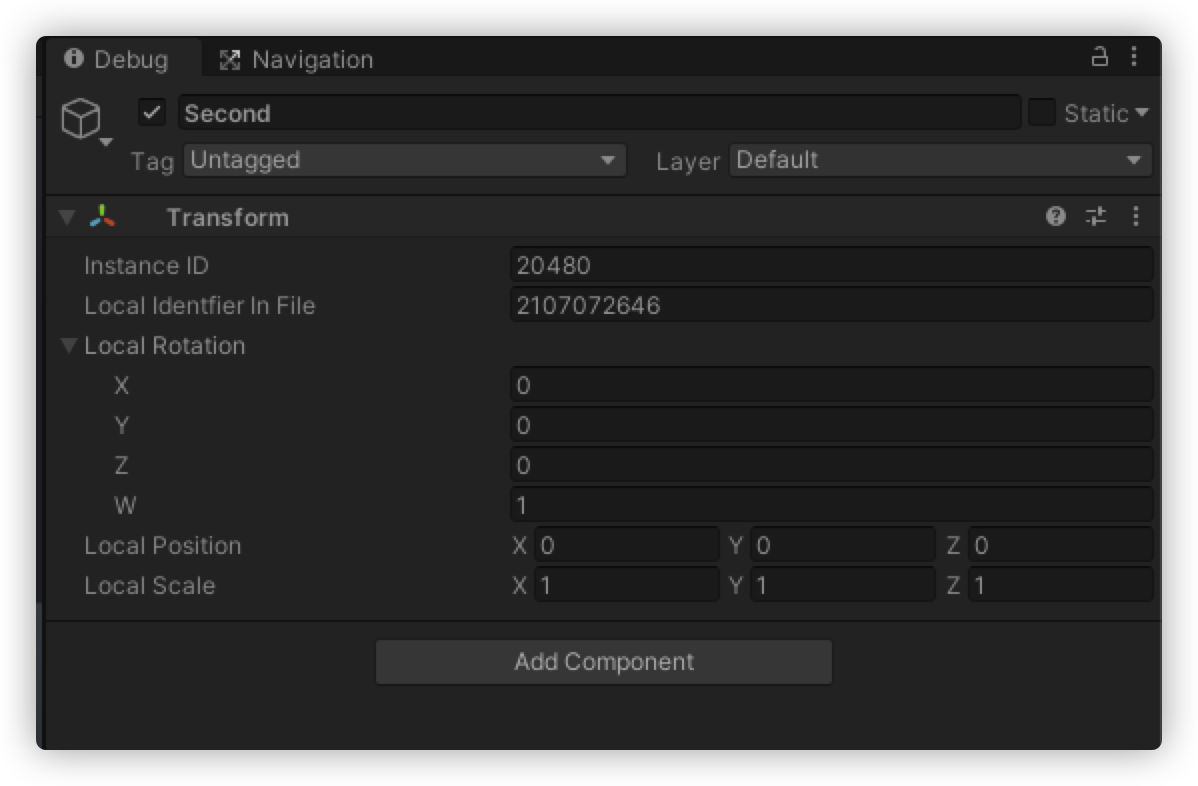 Debug Navigation
Second Static
Tag Untagged Layer Default
Transform
Instance ID 20480
Local Identfier In File 2107072646
Local Rotation
X 0
Y 0
Z 0
W 1
Local Position X 0 Y 0 Z 0
Local Scale X 1 Y 1 Z 1
Add Component